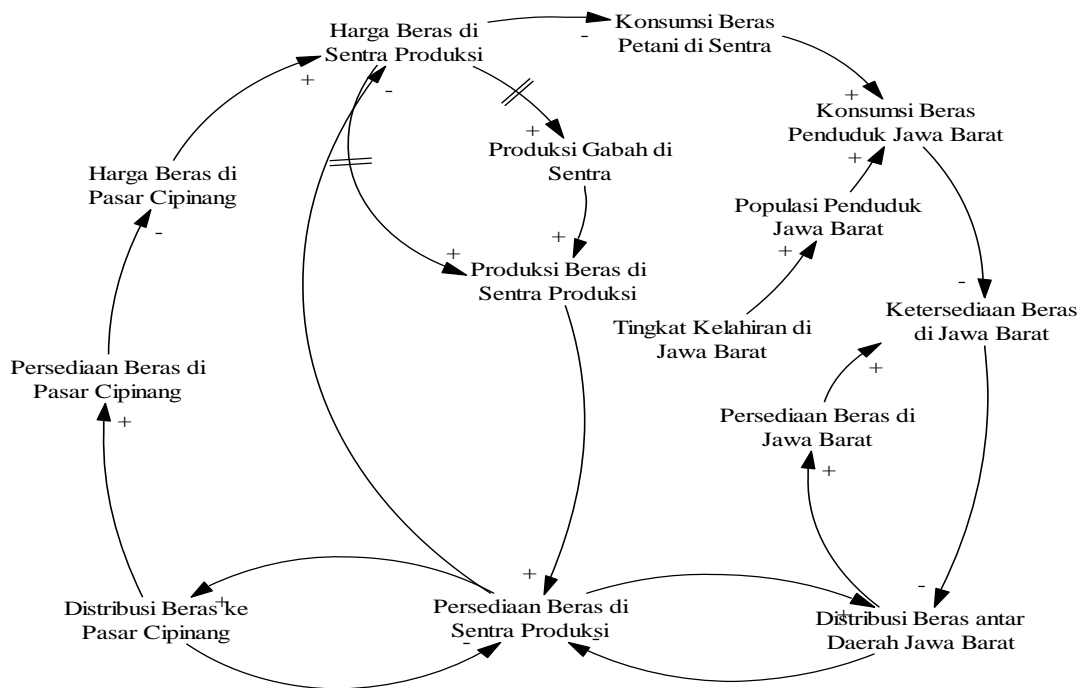 Harga Beras di
Sentra Produksi
Konsumsi Beras
Petani di Sentra
-
+
-
+
+
Konsumsi Beras
Penduduk Jawa Barat
Produksi Gabah di
Sentra
+
Harga Beras di
Pasar Cipinang
-
Populasi Penduduk
Jawa Barat
+
+
+
Produksi Beras di
Sentra Produksi
-
Ketersediaan Beras
di Jawa Barat
Tingkat Kelahiran di
Jawa Barat
Persediaan Beras di
Pasar Cipinang
+
+
Persediaan Beras di
Jawa Barat
+
+
-
Distribusi Beras ke
Pasar Cipinang
+
Persediaan Beras di
Sentra Produksi
-
-
+
Distribusi Beras antar
Daerah Jawa Barat